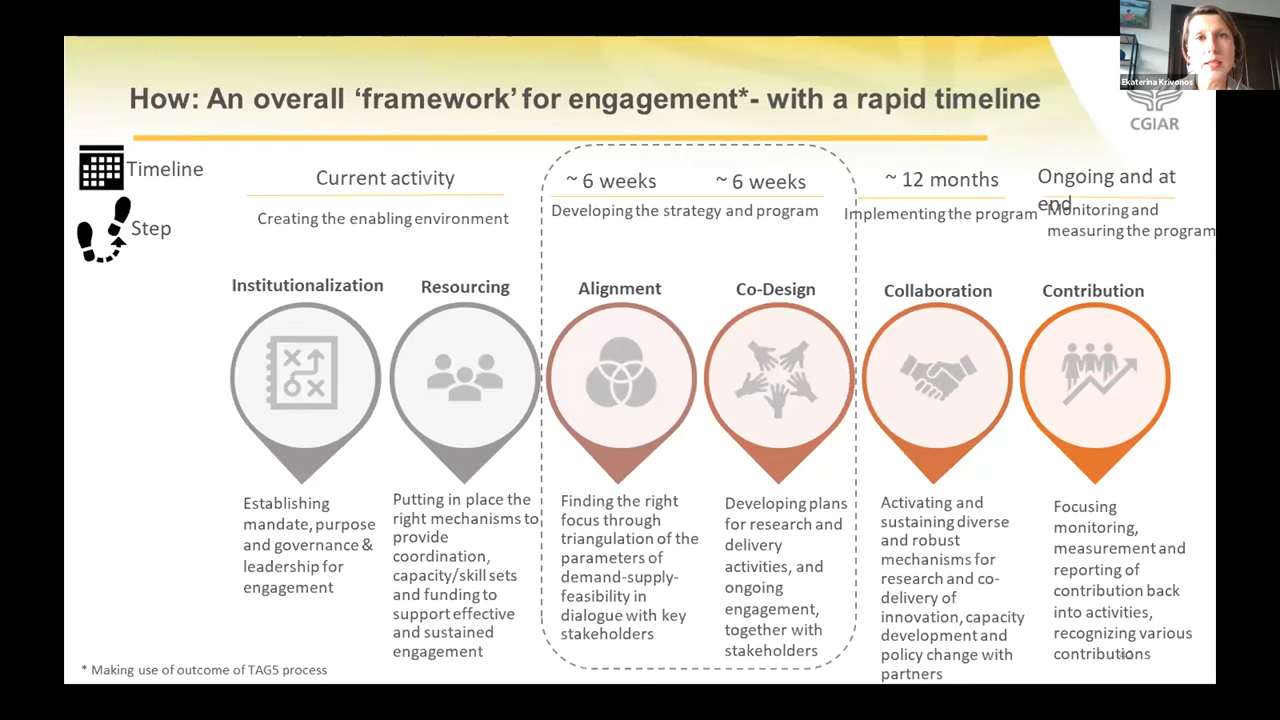 Ekaterina Krivonos
How: An overall ‘framework’ for engagement*- with a rapid timeline
CGIAR
Timeline
Current activity
~ 6 weeks
~ 6 weeks
~ 12 months
Ongoing and at
end
Step
Creating the enabling environment
Developing the strategy and program
Implementing the program
Monitoring and
measuring the program
Institutionalization
Resourcing
Alignment
Co-Design
Collaboration
Contribution
Establishing
mandate, purpose
and governance &
leadership for
engagement
Putting in place the
right mechanisms to
provide
coordination,
capacity/skill sets
and funding to
support effective
and sustained
engagement
Finding the right
focus through
triangulation of the
parameters of
demand-supply-
feasibility in
dialogue with key
stakeholders
Developing plans
for research and
delivery
activities, and
ongoing
engagement,
together with
stakeholders
Activating and
sustaining diverse
and robust
mechanisms for
research and co-
delivery of
innovation, capacity
development and
policy change with
partners
Focusing
monitoring,
measurement and
reporting of
contribution back
into activities,
recognizing various
contributions
* Making use of outcome of TAG5 process